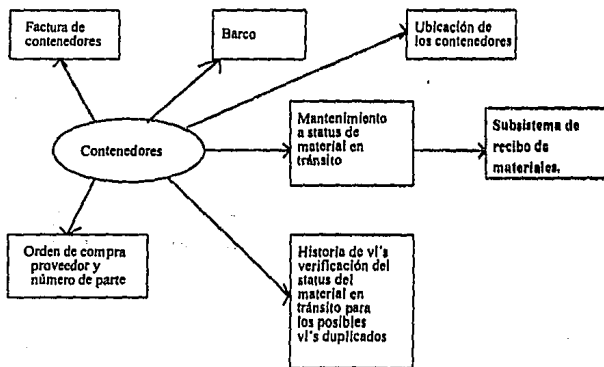 Factura de
contenedores
Barco
Ubicación de
los contenedores
Contenedores
Mantenimiento
a status de
material en
tránsito
Subsistema de
recibo de
materiales.
Orden de compra
proveedor y
número de parte
Historia de vl's
verificación del
status del
material en
tránsito para
los posibles
vl's duplicados